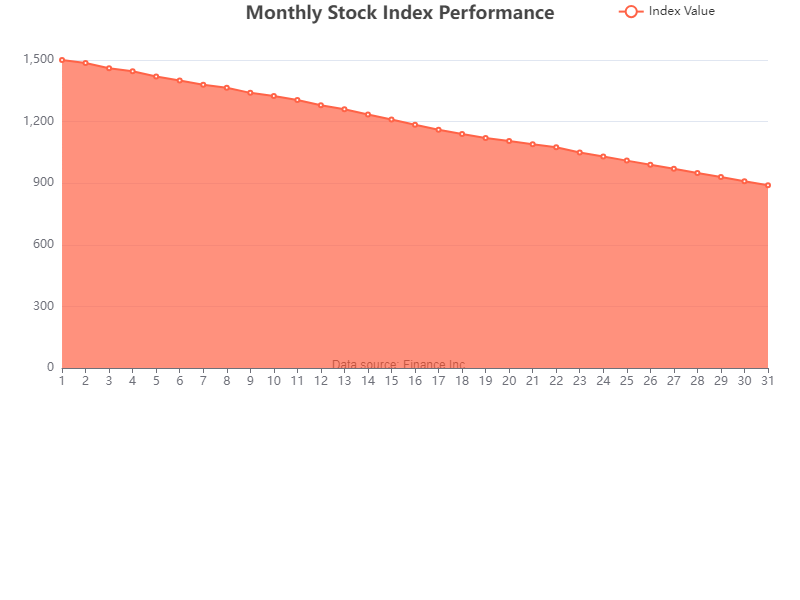 Monthly Stock Index Performance
Index Value
1,500
1,200
900
600
300
0
Data source: Finance Inc
1 2 3 4 5 6 7 8 9 10 11 12 13 14 15 16 17 18 19 20 21 22 23 24 25 26 27 28 29 30 31